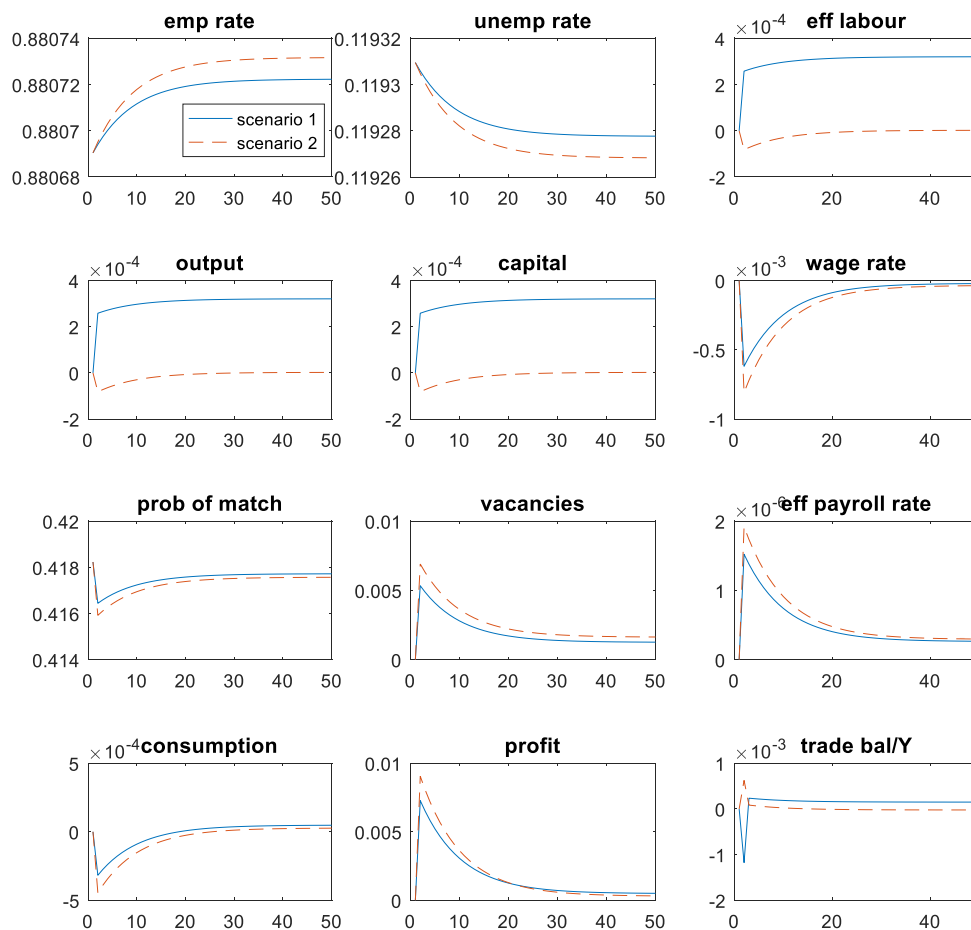 emp rate
0.88074
0.88072
0.8807
0.88068
0 10 20 30 40 50
scenario 1
scenario 2
unemp rate
0.11932
0.1193
0.11928
0.11926
0 10 20 30 40 50
eff labour
×10-4
4
2
0
-2
0 20 40
output
×10-4
4
2
0
-2
0 10 20 30 40 50
capital
×10-4
4
2
0
-2
0 10 20 30 40 50
wage rate
×10-3
0
-0.5
-1
0 20 40
prob of match
0.42
0.418
0.416
0.414
0 10 20 30 40 50
vacancies
0.01
0.005
0
0 10 20 30 40 50
eff payroll rate
×10-6
2
1
0
0 20 40
consumption
×10-4
5
0
-5
0 10 20 30 40 50
profit
0.01
0.005
0
0 10 20 30 40 50
trade bal/Y
×10-3
1
0
-1
-2
0 20 40